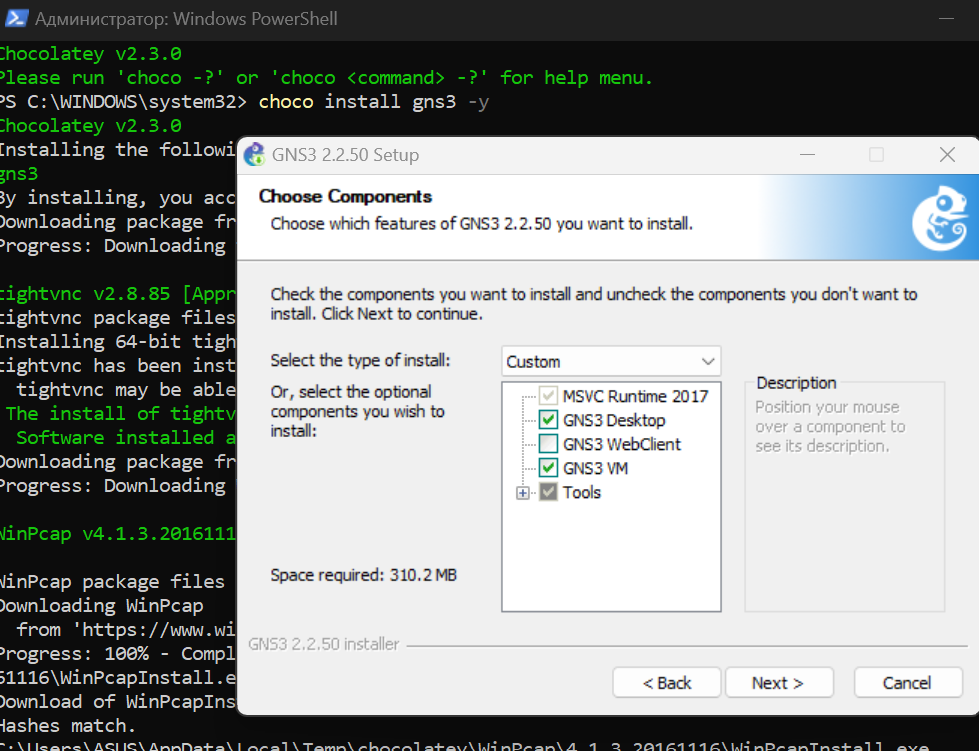 Администратор: Windows PowerShell
Chocolatey v2.3.0
Please run 'choco -?' or 'choco <command> -?' for help menu.
PS C:\WINDOWS\system32> choco install gns3 -y
Chocolatey v2.3.0
Installing the followi
gns3
By installing, you acc
Downloading package fr
Progress: Downloading
tightvnc v2.8.85 [Appr
tightvnc package files
Installing 64-bit tigh
tightvnc has been inst
tightvnc may be able
The install of tightv
Software installed a
Downloading package fr
Progress: Downloading
WinPcap v4.1.3.20161116
WinPcap package files
Downloading WinPcap
from 'https://www.wi
Progress: 100% - Compl
61116\WinPcapInstall.e
Download of WinPcapIns
Hashes match.
C:\Users\ASUS\AppData\Local\Temp\chocolatey\WinPcap\4.1.3.20161116\WinPcapInstall.exe
GNS3 2.2.50 Setup
Choose Components
Choose which features of GNS3 2.2.50 you want to install.
Check the components you want to install and uncheck the components you don't want to
install. Click Next to continue.
Select the type of install:
Custom
Or, select the optional
components you wish to
install:
MSVC Runtime 2017
GNS3 Desktop
GNS3 WebClient
GNS3 VM
Tools
Description
Position your mouse
over a component to
see its description.
Space required: 310.2 MB
GNS3 2.2.50 installer
< Back
Next >
Cancel